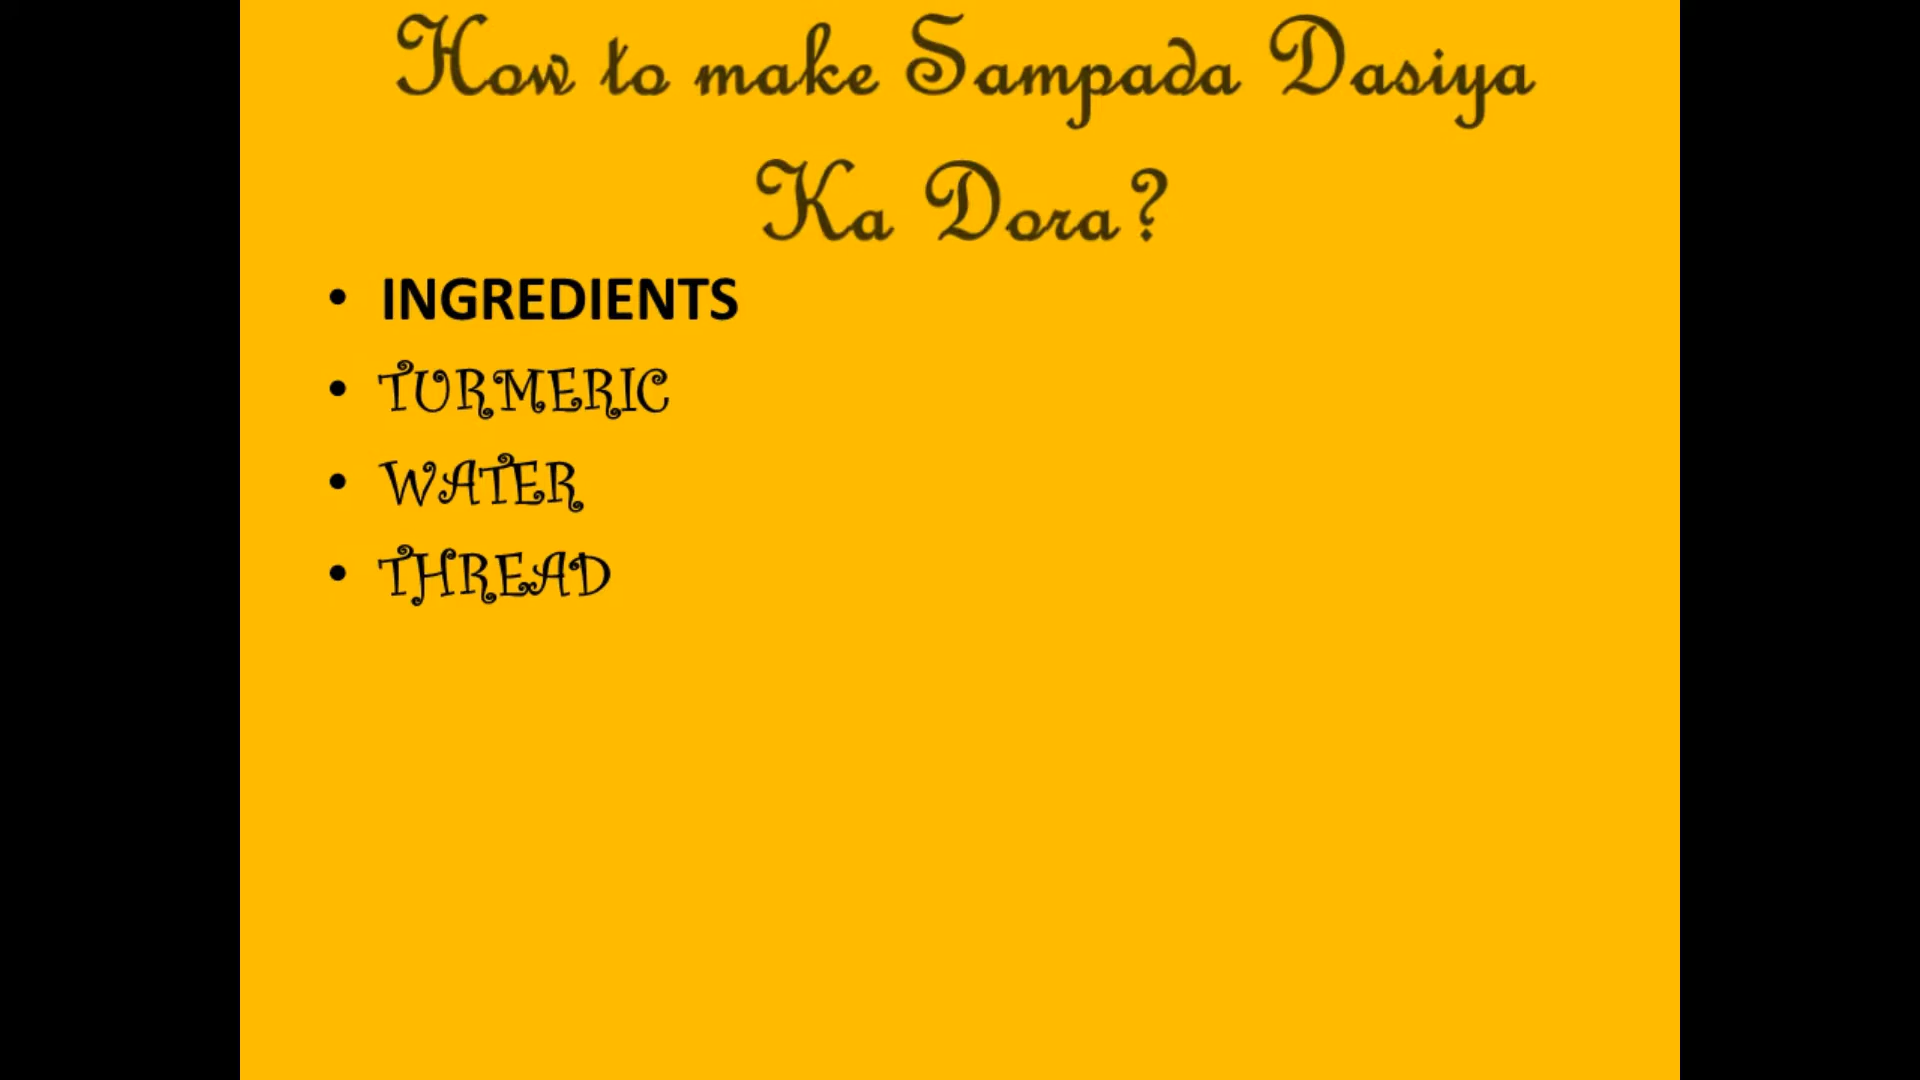 How to make Sampada Dasiya
Ka Dora?
• INGREDIENTS
• TURMERIC
• WATER
• THREAD